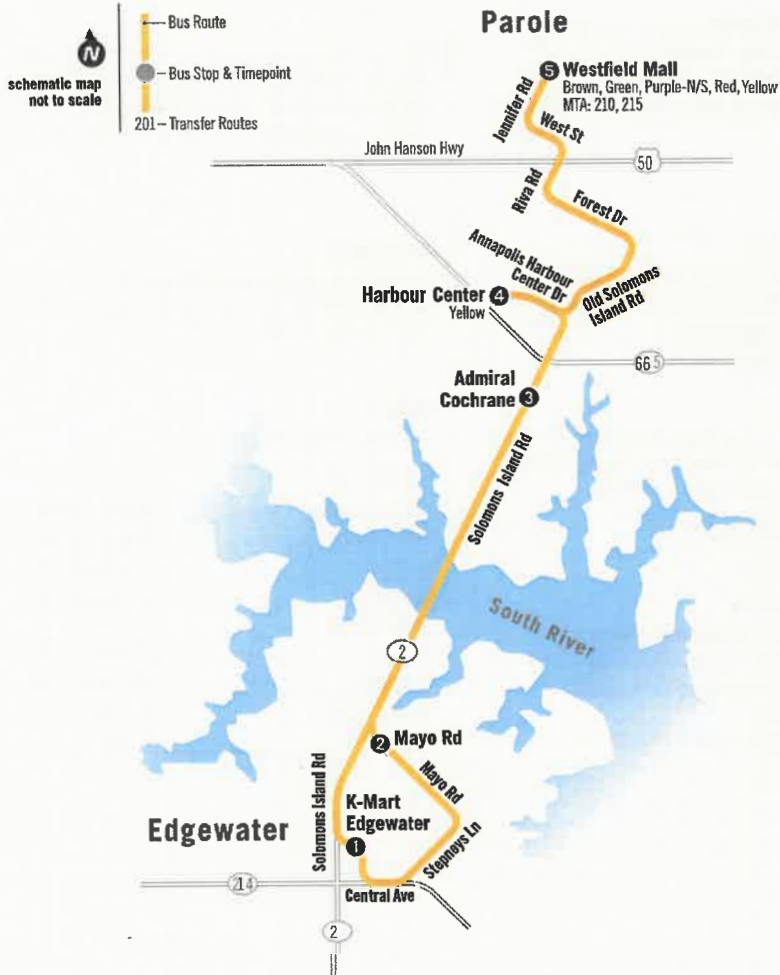 Parole
N
schematic map
not to scale
Bus Route
Bus Stop & Timepoint
201 – Transfer Routes
5 Westfield Mall
Brown, Green, Purple-N/S, Red, Yellow
MTA: 210, 215
Jennifer Rd
West St
John Hanson Hwy
50
Riva Rd
Forest Dr
Annapolis Harbour
Center Dr
Old Solomons
Island Rd
Harbour Center 4
Yellow
665
Admiral
Cochrane 3
Solomons Island Rd
South River
2
2 Mayo Rd
Mayo Rd
Solomons Island Rd
K-Mart
Edgewater
1
Edgewater
Stepneys Ln
214
Central Ave
2